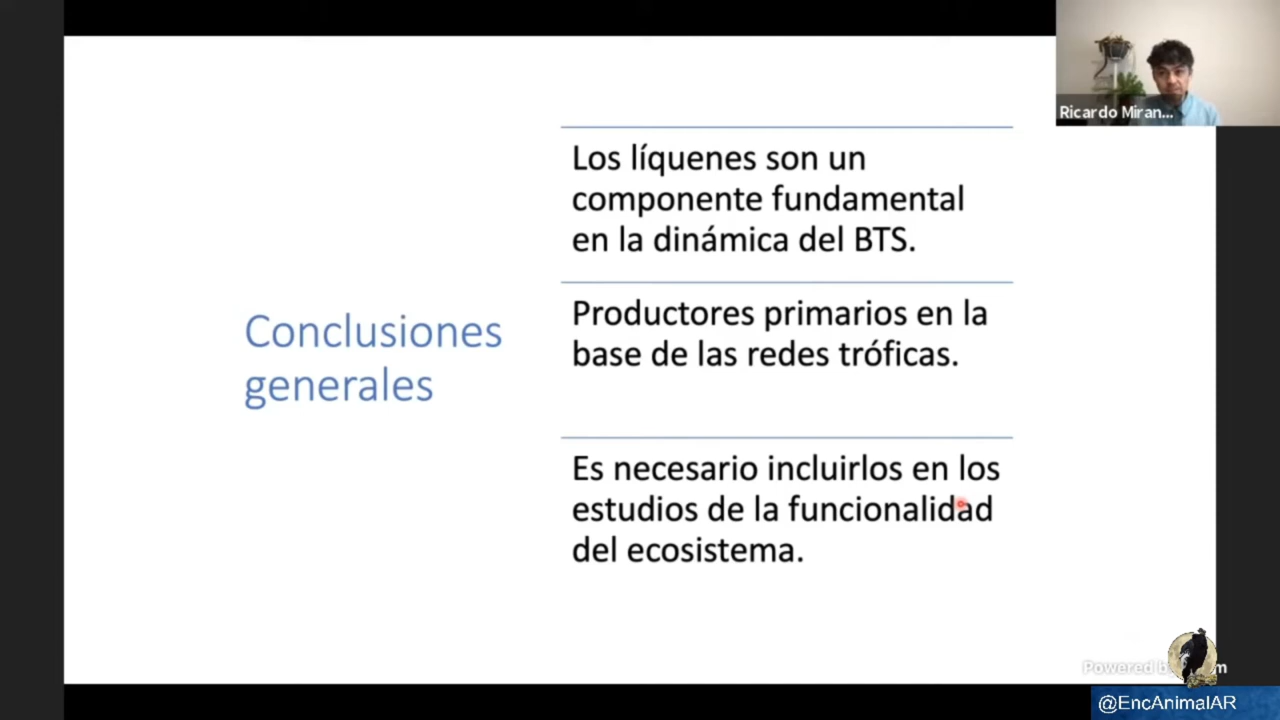 Ricardo Miran...
Los líquenes son un
componente fundamental
en la dinámica del BTS.
Conclusiones
generales
Productores primarios en la
base de las redes tróficas.
Es necesario incluirlos en los
estudios de la funcionalidad
del ecosistema.
Powered
@EncAnimalAR